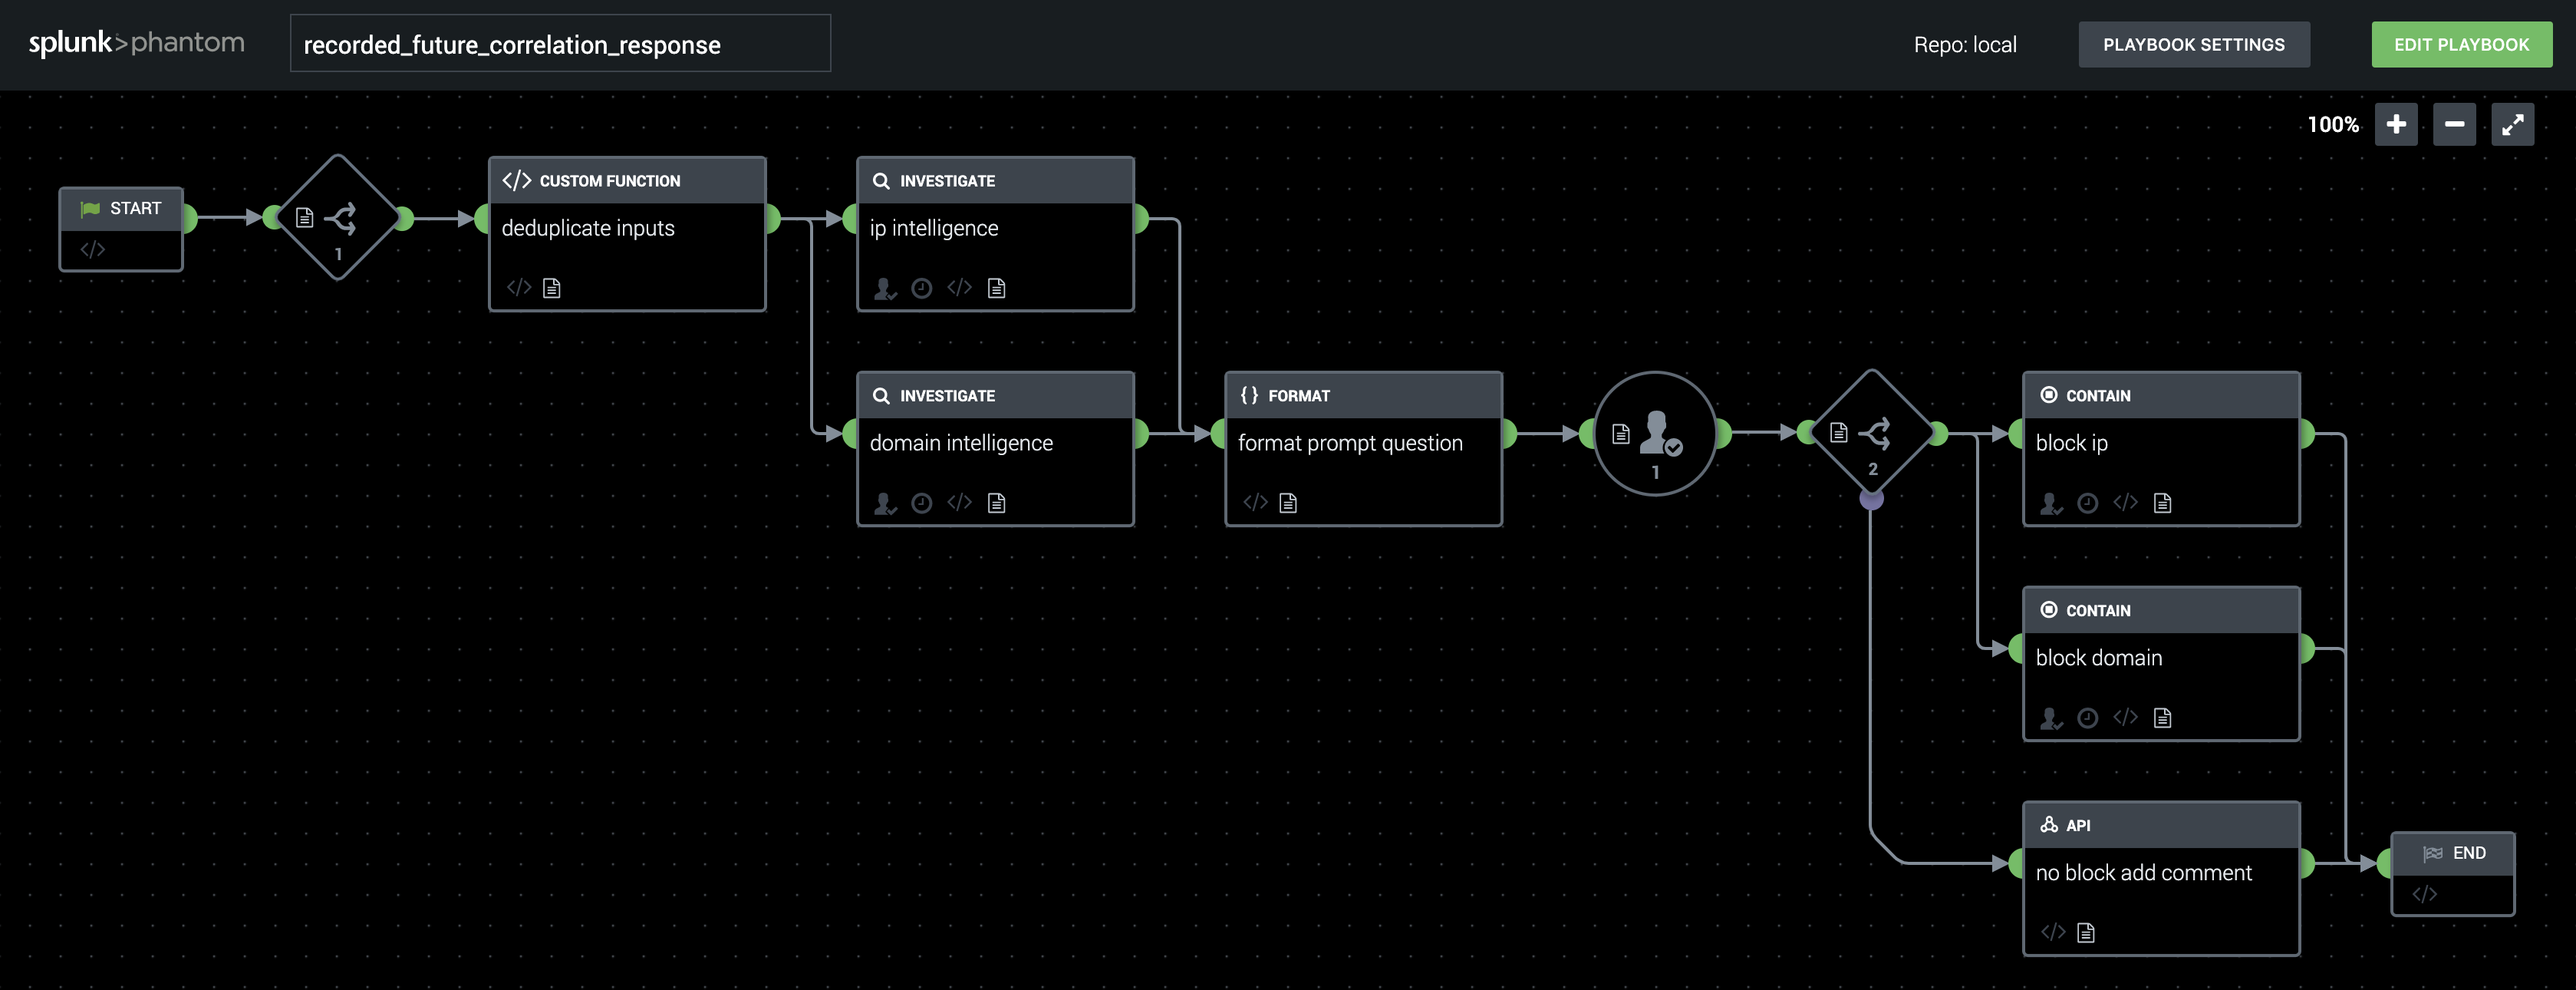 splunk>phantom
recorded_future_correlation_response
Repo: local
PLAYBOOK SETTINGS
EDIT PLAYBOOK
100%
START
1
</> CUSTOM FUNCTION
deduplicate inputs
INVESTIGATE
ip intelligence
INVESTIGATE
domain intelligence
{} FORMAT
format prompt question
1
2
CONTAIN
block ip
CONTAIN
block domain
API
no block add comment
END